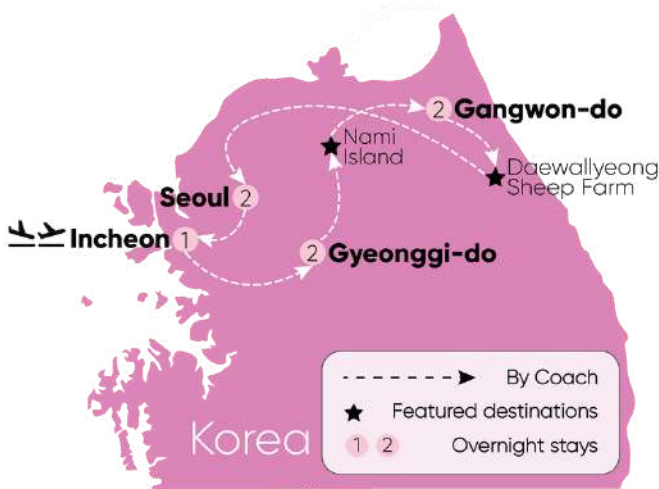 2 Gangwon-do
Nami
Island
Daewallyeong
Sheep Farm
Seoul 2
Incheon 1
2 Gyeonggi-do
By Coach
Featured destinations
Korea
1 2 Overnight stays